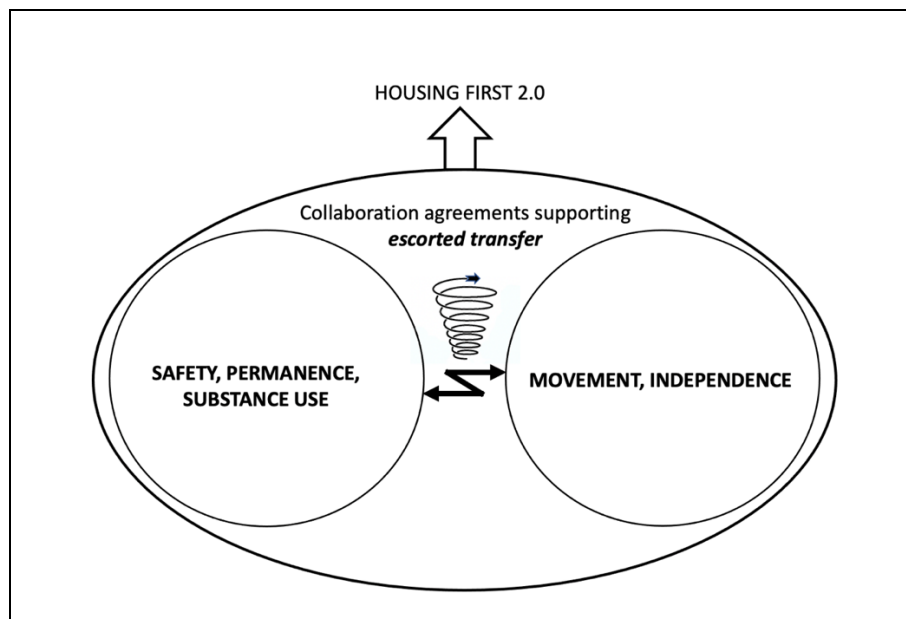 HOUSING FIRST 2.0
Collaboration agreements supporting
escorted transfer
SAFETY, PERMANENCE,
SUBSTANCE USE
MOVEMENT, INDEPENDENCE